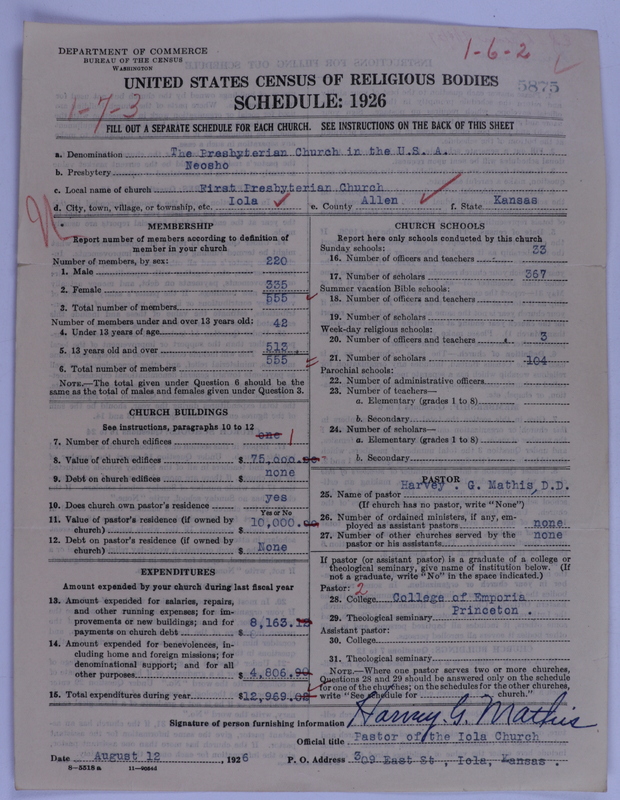 DEPARTMENT OF COMMERCE
BUREAU OF THE CENSUS
WASHINGTON
1-6-2
UNITED STATES CENSUS OF RELIGIOUS BODIES
5875
SCHEDULE: 1926
1-7-3
FILL OUT A SEPARATE SCHEDULE FOR EACH CHURCH. SEE INSTRUCTIONS ON THE BACK OF THIS SHEET
a. Denomination The Presbyterian Church in the U.S. A.
b. Presbytery Neosho
c. Local name of church First Presbyterian Church
d. City, town, village, or township, etc. Iola e. County Allen f. State Kansas
MEMBERSHIP
Report number of members according to definition of
member in your church
Number of members, by sex:
1. Male 220
2. Female 335
3. Total number of members 555
Number of members under and over 13 years old:
4. Under 13 years of age 42
5. 13 years old and over 513
6. Total number of members 555
NOTE.—The total given under Question 6 should be the
same as the total of males and females given under Question 3.
CHURCH BUILDINGS
See instructions, paragraphs 10 to 12
7. Number of church edifices one 1
8. Value of church edifices $ 75,000.00
9. Debt on church edifices $ none
10. Does church own pastor's residence yes
Yes or No
11. Value of pastor's residence (if owned by
church) $ 10,000.00
12. Debt on pastor's residence (if owned by
church) $ None
EXPENDITURES
Amount expended by your church during last fiscal year
13. Amount expended for salaries, repairs,
and other running expenses; for im-
provements or new buildings; and for
payments on church debt $ 8,163.12
14. Amount expended for benevolences, in-
cluding home and foreign missions; for
denominational support; and for all
other purposes $ 4,806.90
15. Total expenditures during year $12,969.02
CHURCH SCHOOLS
Report here only schools conducted by this church
Sunday schools:
16. Number of officers and teachers 33
17. Number of scholars 367
Summer vacation Bible schools:
18. Number of officers and teachers
19. Number of scholars
Week-day religious schools:
20. Number of officers and teachers 3
21. Number of scholars 104
Parochial schools:
22. Number of administrative officers
23. Number of teachers—
a. Elementary (grades 1 to 8)
b. Secondary
24. Number of scholars—
a. Elementary (grades 1 to 8)
b. Secondary
PASTOR
25. Name of pastor Harvey . G. Mathis, D.D.
(If church has no pastor, write "None")
26. Number of ordained ministers, if any, em-
ployed as assistant pastors none
27. Number of other churches served by the
pastor or his assistants none
If pastor (or assistant pastor) is a graduate of a college or
theological seminary, give name of institution below. (If
not a graduate, write "No" in the space indicated.)
Pastor: 2
28. College College of Emporia
29. Theological seminary Princeton .
Assistant pastor:
30. College
31. Theological seminary
NOTE.—Where one pastor serves two or more churches,
Questions 28 and 29 should be answered only on the schedule
for one of the churches; on the schedules for the other churches,
write "See schedule for church."
Signature of person furnishing information Harvey. G. Mathis
Official title Pastor of the Iola Church
Date August 12, 1926 P. O. Address 309 East St , Iola, Kansas .
8—5518 a